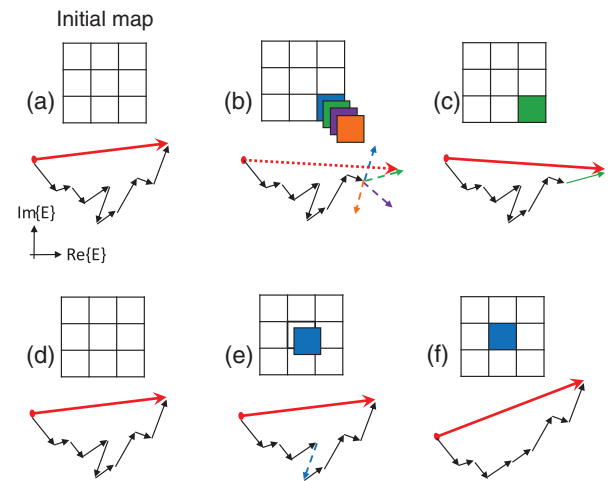 Initial map
(a)
(b)
(c)
Im{E}
Re{E}
(d)
(e)
(f)